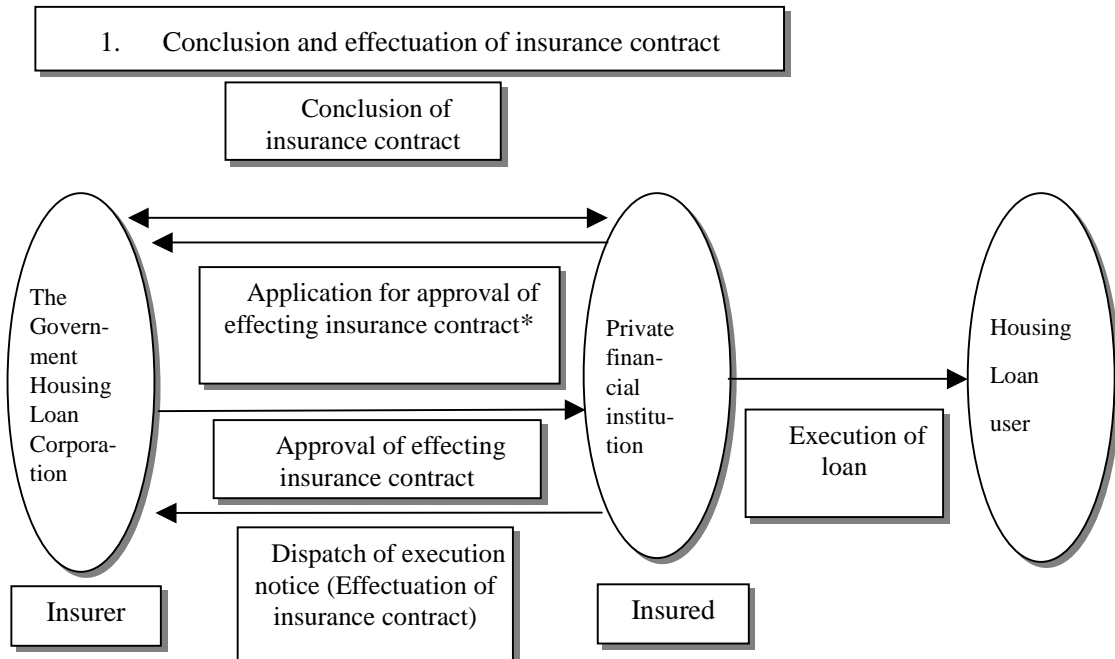 1. Conclusion and effectuation of insurance contract
Conclusion of
insurance contract
The
Govern-
ment
Housing
Loan
Corpora-
tion
Application for approval of
effecting insurance contract*
Approval of effecting
insurance contract
Dispatch of execution
notice (Effectuation of
insurance contract)
Private
finan-
cial
institu-
tion
Execution of
loan
Housing
Loan
user
Insurer
Insured